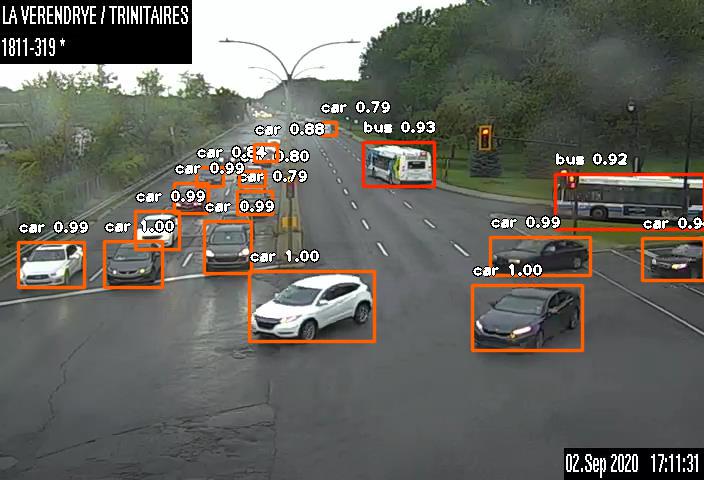 LA VERENDRYE / TRINITAIRES
1811-319 *
car 0.79
car 0.88
bus 0.93
0.80
bus 0.92
car 0.99
car 0.79
car 0.99
car 0.99
car 0.99
car 1.00
car 0.99
car 1.00
car 1.00
02.Sep 2020 17:11:31